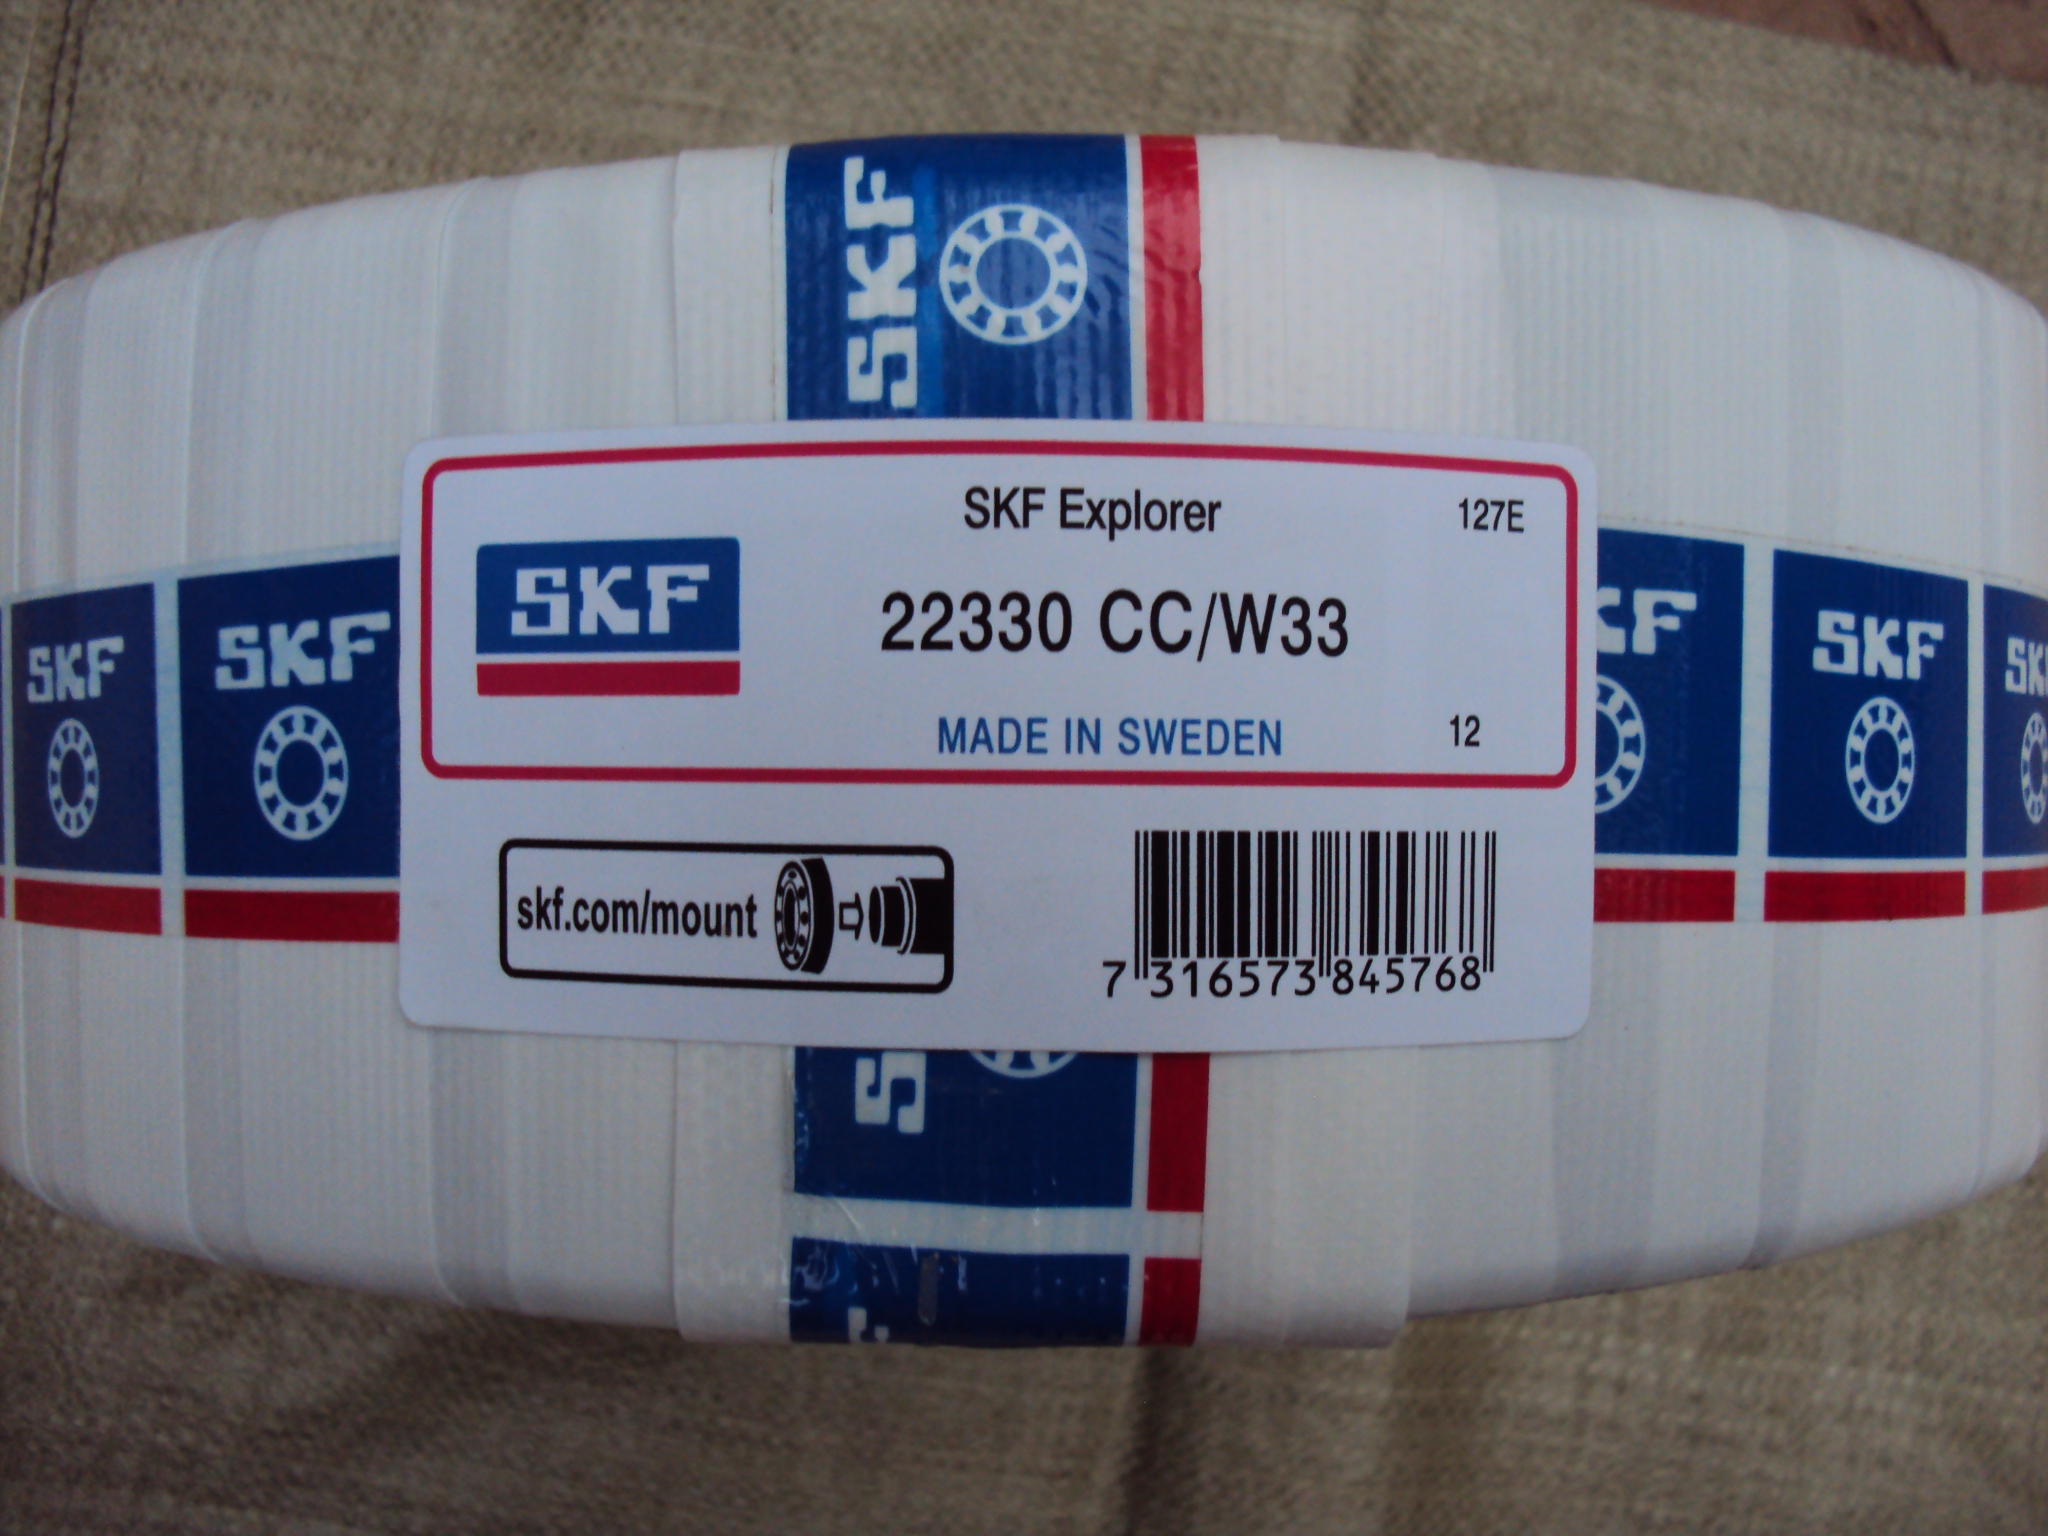 SKF
SKF Explorer 127E
SKF
22330 CC/W33
MADE IN SWEDEN 12
SKF
SKF
SKF
SKF
skf.com/mount
7 316573 845768